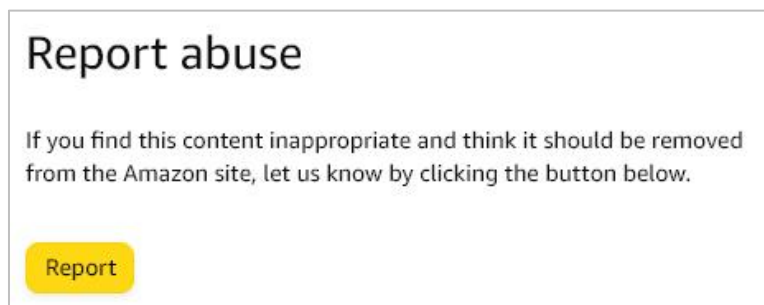 Report abuse
If you find this content inappropriate and think it should be removed
from the Amazon site, let us know by clicking the button below.
Report